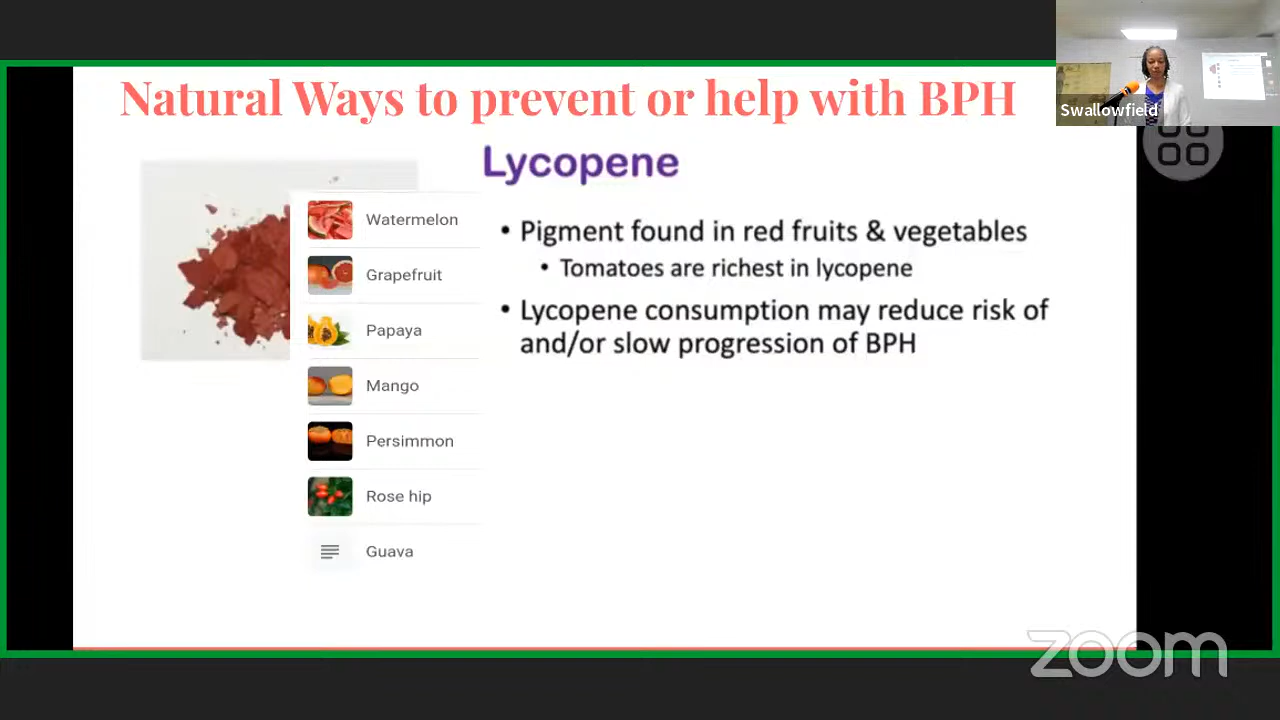 Natural Ways to prevent or help with BPH
Swallowfield
Lycopene
Watermelon
Grapefruit
Papaya
Mango
Persimmon
Rose hip
Guava
• Pigment found in red fruits & vegetables
• Tomatoes are richest in lycopene
• Lycopene consumption may reduce risk of
and/or slow progression of BPH
zoom